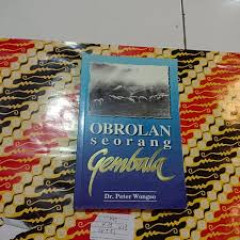 OBROLAN
seorang
Gembala
Dr. Peter Wongso